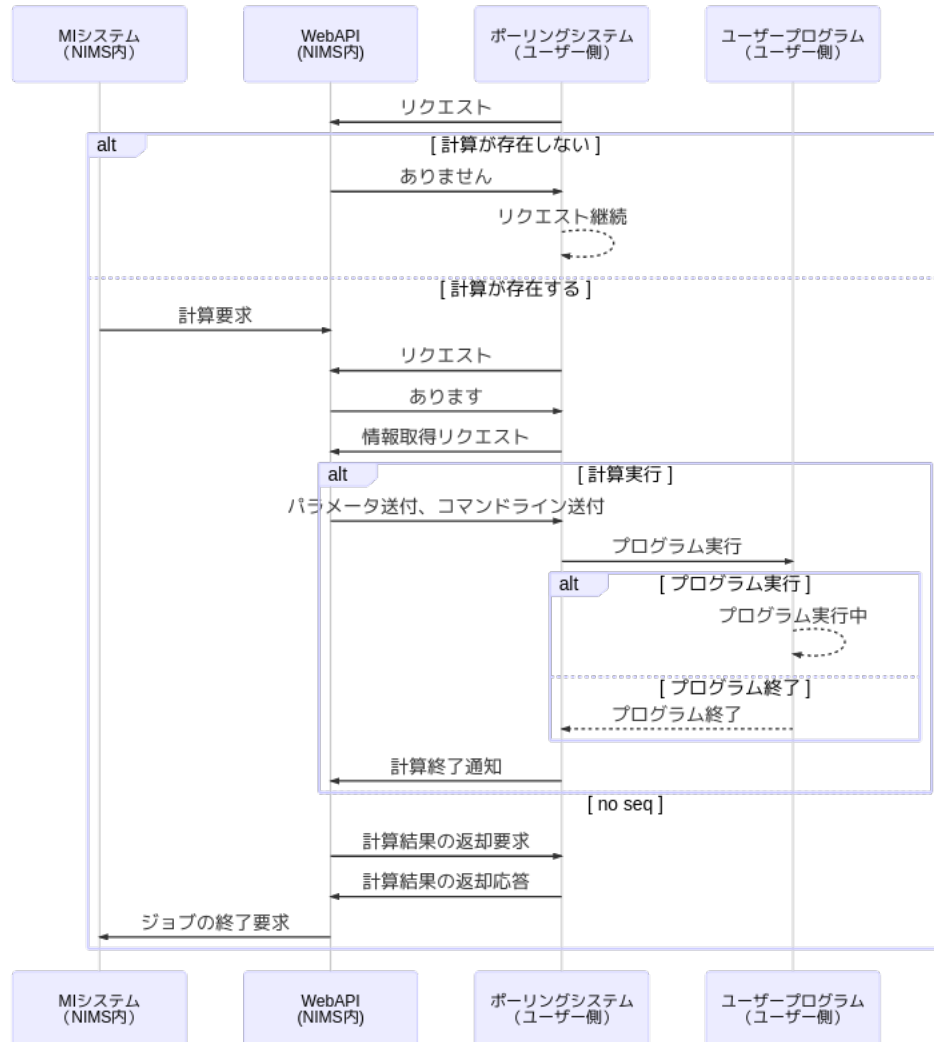 MIシステム
（NIMS内）
WebAPI
(NIMS内)
ポーリングシステム
（ユーザー側）
ユーザープログラム
（ユーザー側）
リクエスト
alt
[ 計算が存在しない ]
ありません
リクエスト継続
[ 計算が存在する ]
計算要求
リクエスト
あります
情報取得リクエスト
alt
[ 計算実行 ]
パラメータ送付、コマンドライン送付
プログラム実行
alt
[ プログラム実行 ]
プログラム実行中
[ プログラム終了 ]
プログラム終了
計算終了通知
[ no seq ]
計算結果の返却要求
計算結果の返却応答
ジョブの終了要求
MIシステム
（NIMS内）
WebAPI
(NIMS内)
ポーリングシステム
（ユーザー側）
ユーザープログラム
（ユーザー側）